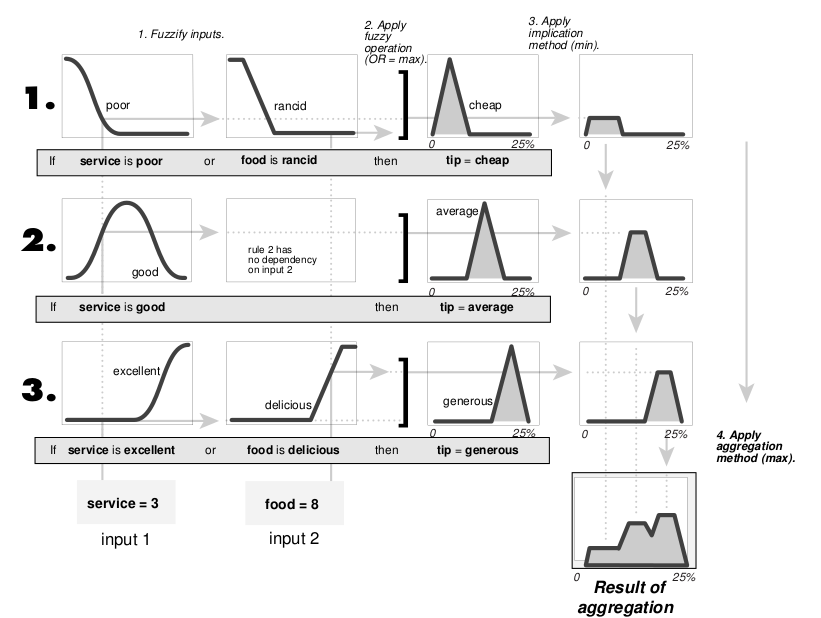 1. Fuzzify inputs.
2. Apply
fuzzy
operation
(OR = max).
3. Apply
implication
method (min).
1.
poor
rancid
cheap
0 25%
0 25%
If service is poor or food is rancid then tip = cheap
2.
good
rule 2 has
no dependency
on input 2
average
0 25%
0 25%
If service is good then tip = average
3.
excellent
delicious
generous
0 25%
0 25%
If service is excellent or food is delicious then tip = generous
4. Apply
aggregation
method (max).
service = 3
food = 8
input 1
input 2
0 25%
Result of
aggregation